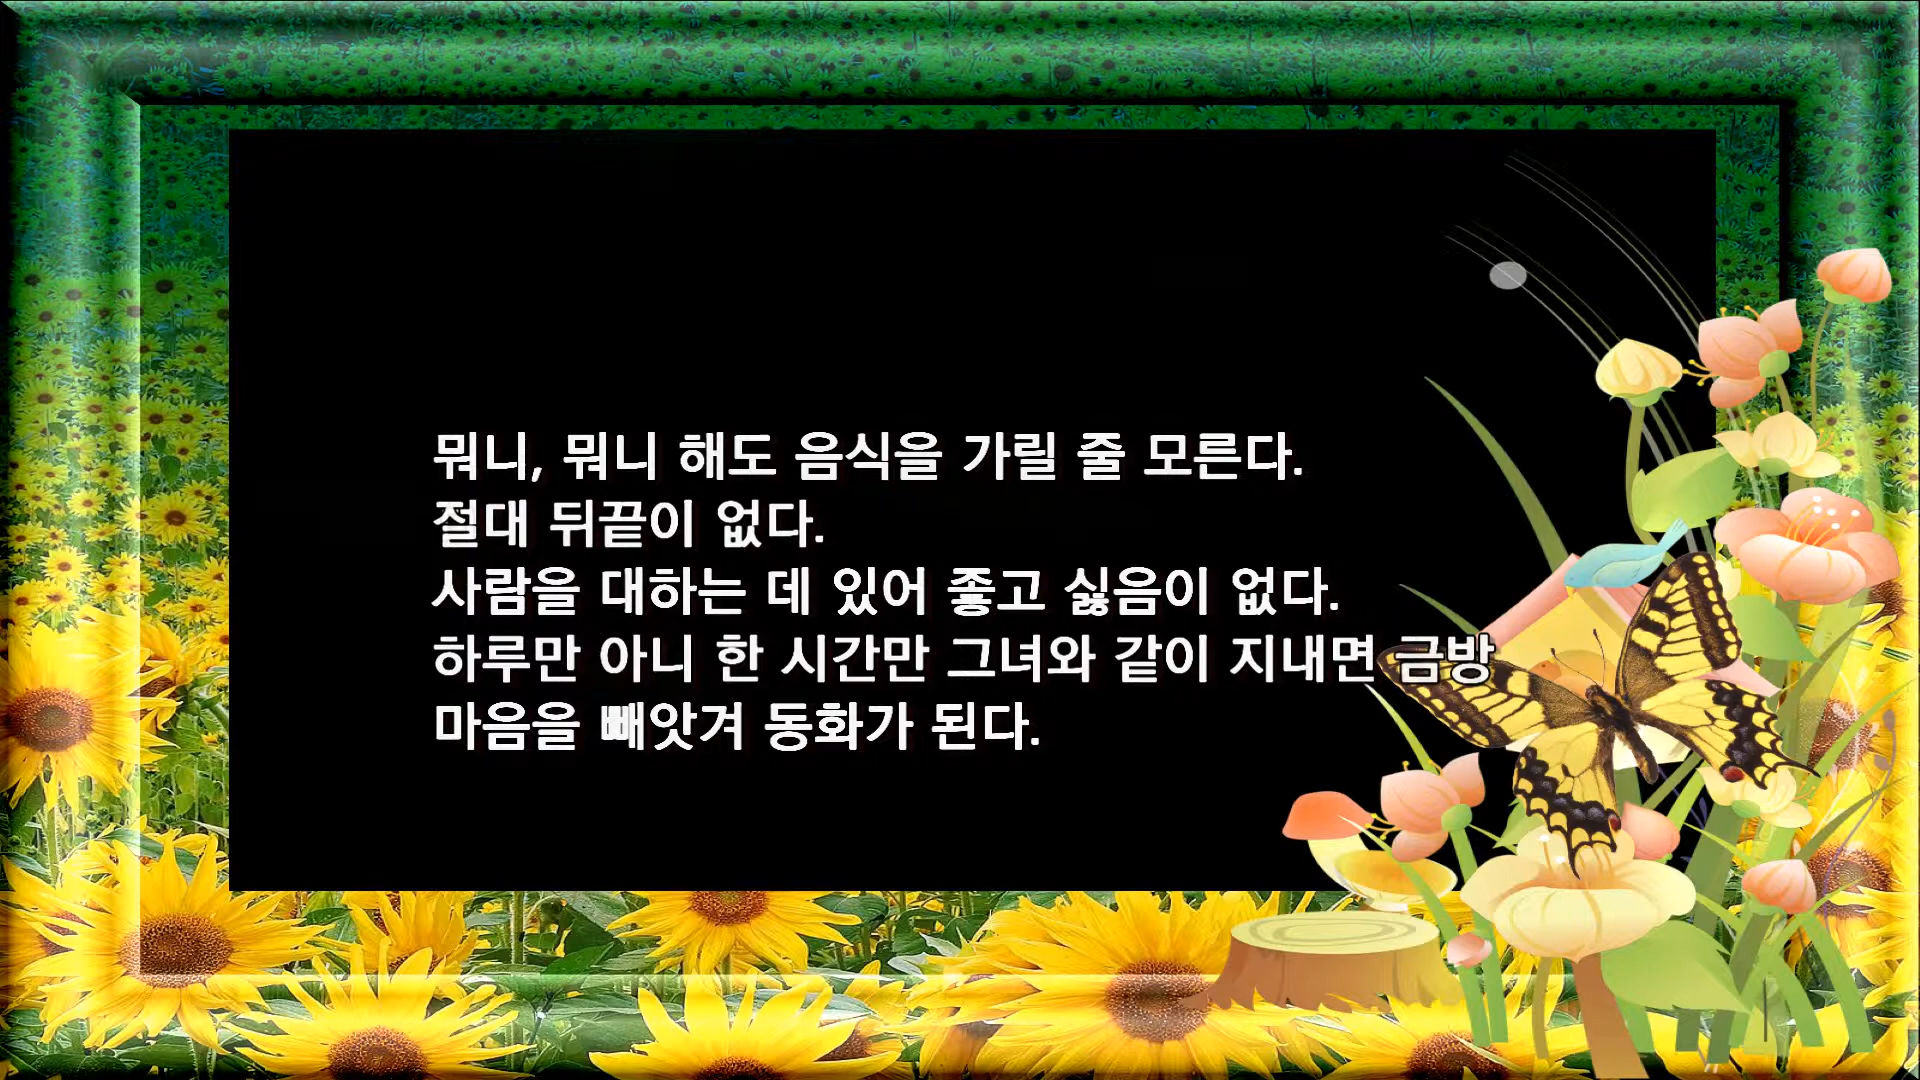 뭐니, 뭐니 해도 음식을 가릴 줄 모른다.
절대 뒤끝이 없다.
사람을 대하는 데 있어 좋고 싫음이 없다.
하루만 아니 한 시간만 그녀와 같이 지내면 금방
마음을 빼앗겨 동화가 된다.